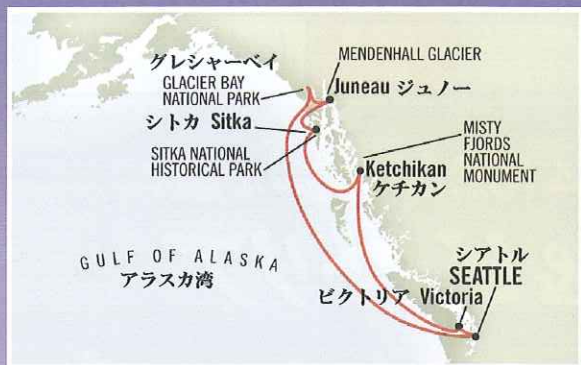 グレシャーベイ
GLACIER BAY
NATIONAL PARK
MENDENHALL GLACIER
Juneau ジュノー
シトカ Sitka
SITKA NATIONAL
HISTORICAL PARK
MISTY
FJORDS
NATIONAL
MONUMENT
Ketchikan
ケチカン
GULF OF ALASKA
アラスカ湾
シアトル
SEATTLE
ビクトリア Victoria